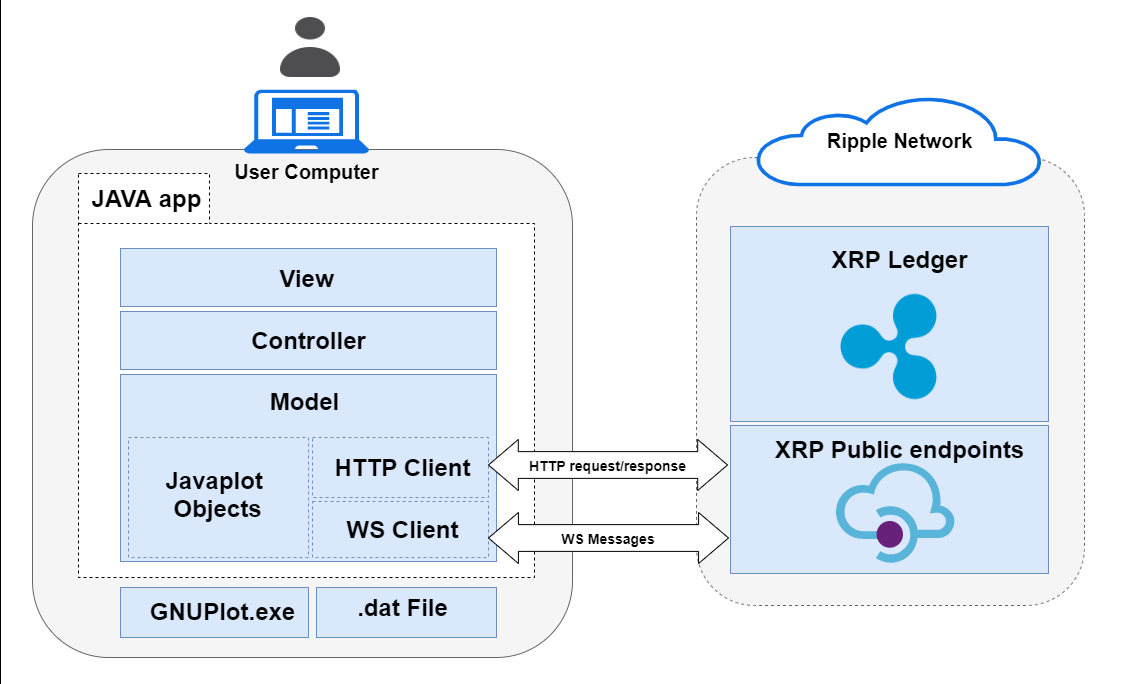 User Computer
JAVA app
View
Controller
Model
Javaplot
Objects
HTTP Client
WS Client
GNUPlot.exe
.dat File
HTTP request/response
WS Messages
Ripple Network
XRP Ledger
XRP Public endpoints